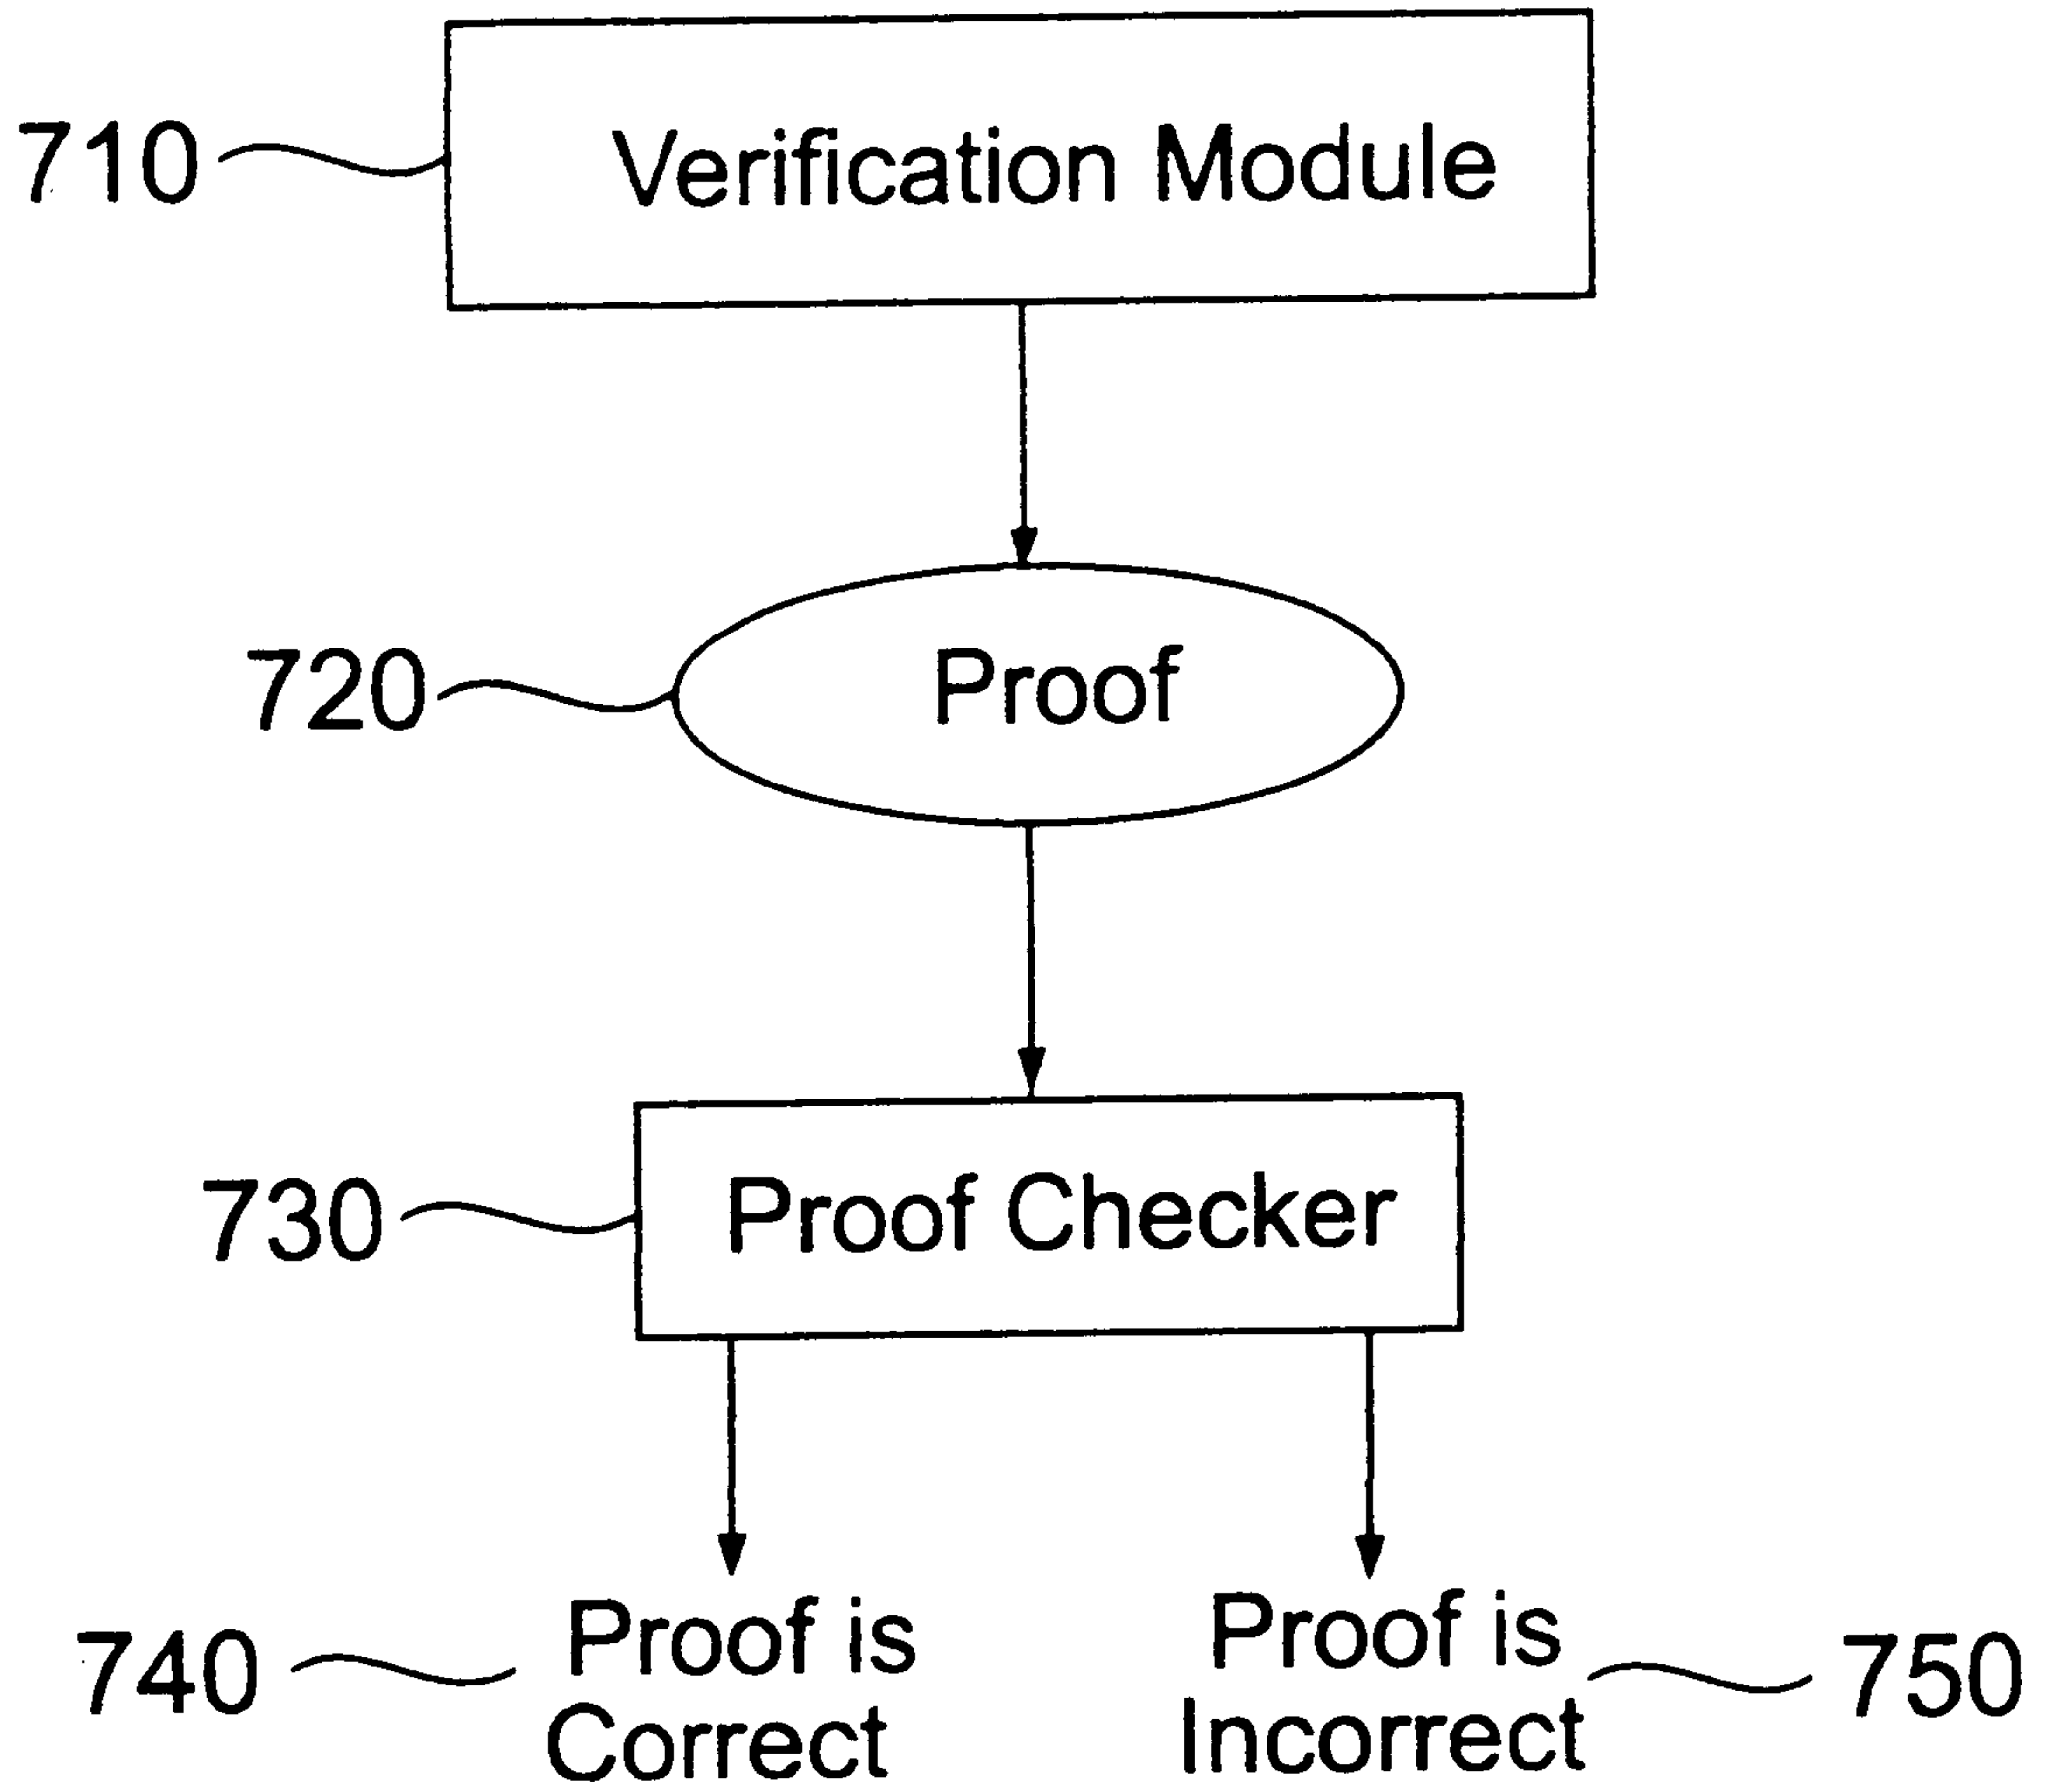 710
Verification Module
720
Proof
730
Proof Checker
740
Proof is
Correct
Proof is
Incorrect
750